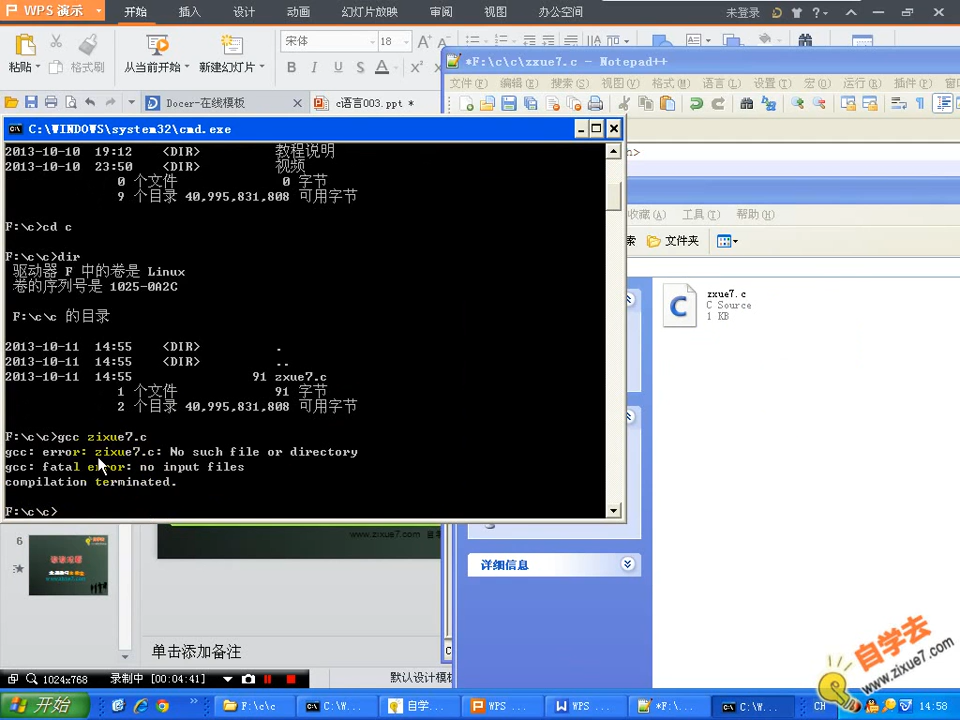 WPS 演示
开始
插入
设计
动画
幻灯片放映
审阅
视图
办公空间
未登录
粘贴
格式刷
从当前开始
新建幻灯片
宋体
18
B I U S A X
Docer-在线模板
c语言003.ppt *
*F:\c\c\zxue7.c - Notepad++
文件(F) 编辑(E) 搜索(S) 视图(V) 格式(M) 语言(L) 设置(T) 宏(O) 运行(R) 插件(P)
C:\WINDOWS\system32\cmd.exe
2013-10-10 19:12 <DIR> 教程说明
2013-10-10 23:50 <DIR> 视频
0 个文件 0 字节
9 个目录 40,995,831,808 可用字节
F:\c>cd c
F:\c\c>dir
驱动器 F 中的卷是 Linux
卷的序列号是 1025-0A2C
F:\c\c 的目录
2013-10-11 14:55 <DIR> .
2013-10-11 14:55 <DIR> ..
2013-10-11 14:55 91 zxue7.c
1 个文件 91 字节
2 个目录 40,995,831,808 可用字节
F:\c\c>gcc zixue7.c
gcc: error: zixue7.c: No such file or directory
gcc: fatal error: no input files
compilation terminated.
F:\c\c>
h>
收藏(A) 工具(T) 帮助(H)
索 文件夹
zxue7.c
C Source
1 KB
详细信息
6
www.zixue7.com
单击添加备注
默认设计模板
1024x768 录制中 [00:04:41]
自学去
www.zixue7.com
开始
F:\c\c
C:\W...
自学...
WPS ...
WPS ...
*F:\...
C:\W...
CH
14:58